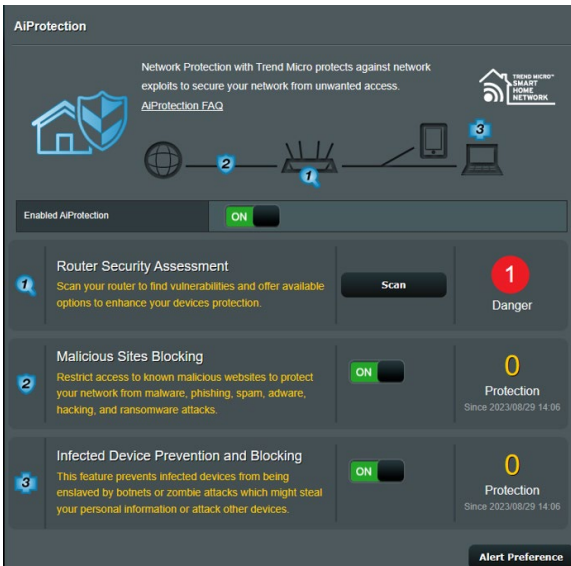 AiProtection
Network Protection with Trend Micro protects against network
exploits to secure your network from unwanted access.
AiProtection FAQ
TREND MICRO™
SMART
HOME
NETWORK
3
2
1
Enabled AiProtection
ON
1
Router Security Assessment
Scan your router to find vulnerabilities and offer available
options to enhance your devices protection.
Scan
1
Danger
2
Malicious Sites Blocking
Restrict access to known malicious websites to protect
your network from malware, phishing, spam, adware,
hacking, and ransomware attacks.
ON
0
Protection
Since 2023/08/29 14:06
3
Infected Device Prevention and Blocking
This feature prevents infected devices from being
enslaved by botnets or zombie attacks which might steal
your personal information or attack other devices.
ON
0
Protection
Since 2023/08/29 14:06
Alert Preference